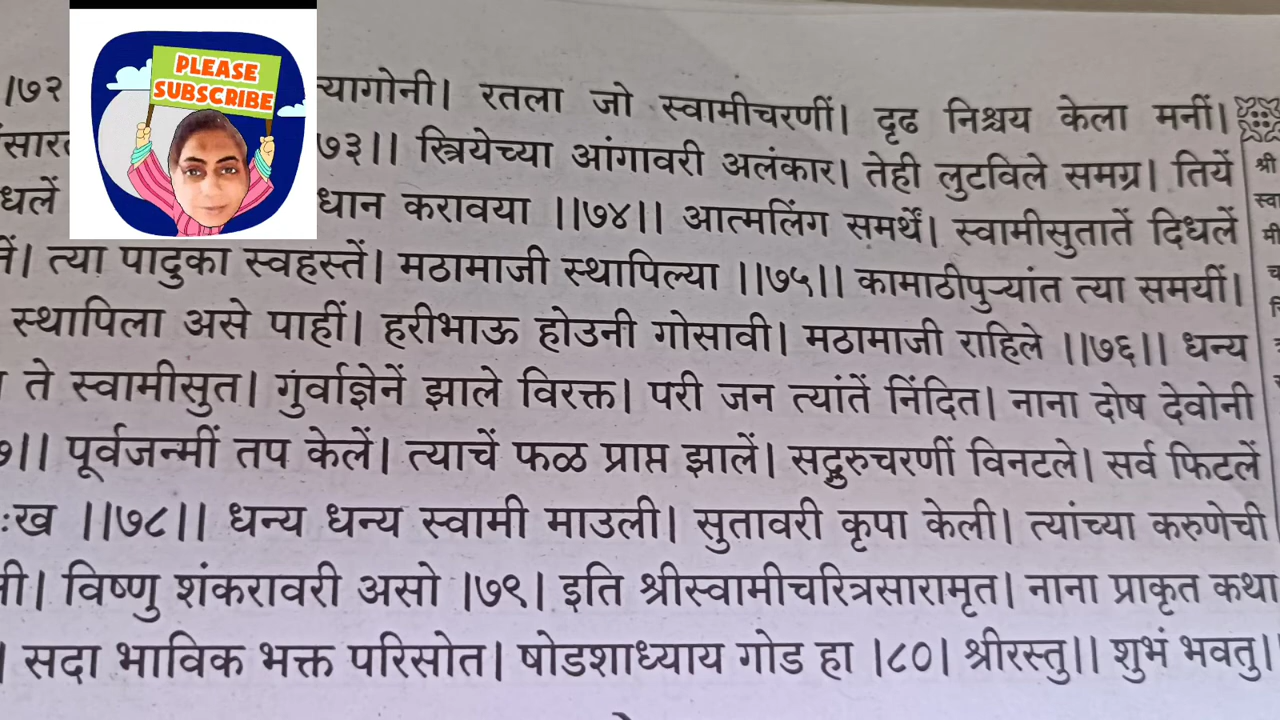 PLEASE
SUBSCRIBE
।७२ त्यागोनी। रतला जो स्वामीचरणीं। दृढ निश्चय केला मनीं।
७३।। स्त्रियेच्या आंगावरी अलंकार। तेही लुटविले समग्र। तियें
श्री
धान करावया ।।७४।। आत्मलिंग समर्थें। स्वामीसुतातें दिधलें
स्वा
त्या पादुका स्वहस्तें। मठामाजी स्थापिल्या ।।७५।। कामाठीपुऱ्यांत त्या समयीं।
मी
स्थापिला असे पाहीं। हरीभाऊ होउनी गोसावी। मठामाजी राहिले ।।७६।। धन्य
ते स्वामीसुत। गुंर्वाज्ञेनें झाले विरक्त। परी जन त्यांतें निंदित। नाना दोष देवोनी
।। पूर्वजन्मीं तप केलें। त्याचें फळ प्राप्त झालें। सद्गुरुचरणीं विनटले। सर्व फिटलें
ःख ।।७८।। धन्य धन्य स्वामी माउली। सुतावरी कृपा केली। त्यांच्या करुणेची
। विष्णु शंकरावरी असो ।७९। इति श्रीस्वामीचरित्रसारामृत। नाना प्राकृत कथा
। सदा भाविक भक्त परिसोत। षोडशाध्याय गोड हा ।८०। श्रीरस्तु।। शुभं भवतु।।